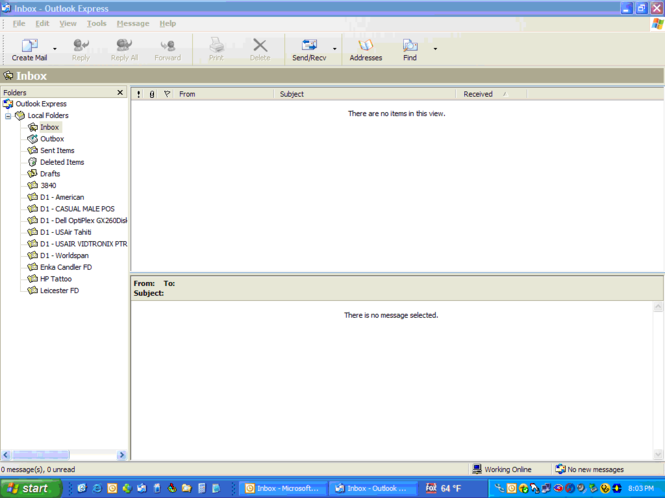 Inbox - Outlook Express
File Edit View Tools Message Help
Create Mail Reply Reply All Forward Print Delete Send/Recv Addresses Find
Inbox
Folders
Outlook Express
Local Folders
Inbox
Outbox
Sent Items
Deleted Items
Drafts
3840
D1 - American
D1 - CASUAL MALE POS
D1 - Dell OptiPlex GX260Disk
D1 - USAir Tahiti
D1 - USAIR VIDTRONIX PTR
D1 - Worldspan
Enka Candler FD
HP Tattoo
Leicester FD
! From Subject Received
There are no items in this view.
From: To:
Subject:
There is no message selected.
0 message(s), 0 unread Working Online No new messages
start Inbox - Microsoft... Inbox - Outlook ... FOX 64 °F 8:03 PM